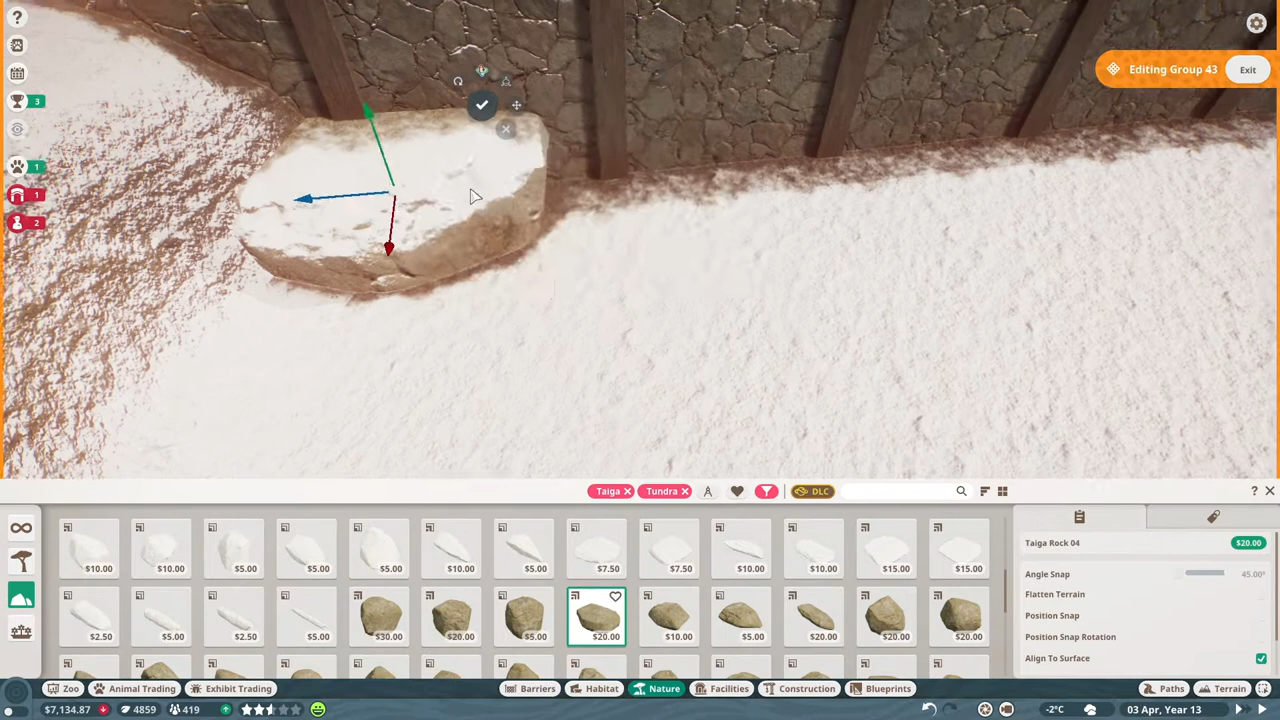 ?
3
1
1
2
Editing Group 43
Exit
Taiga ✕
Tundra ✕
DLC
? ✕
$10.00
$10.00
$5.00
$5.00
$5.00
$10.00
$5.00
$7.50
$7.50
$10.00
$10.00
$15.00
$15.00
$2.50
$5.00
$2.50
$5.00
$30.00
$20.00
$5.00
$20.00
$10.00
$5.00
$20.00
$20.00
$20.00
Taiga Rock 04
$20.00
Angle Snap
45.00°
Flatten Terrain
Position Snap
Position Snap Rotation
Align To Surface
Zoo
Animal Trading
Exhibit Trading
Barriers
Habitat
Nature
Facilities
Construction
Blueprints
Paths
Terrain
$7,134.87
4859
419
-2°C
03 Apr, Year 13